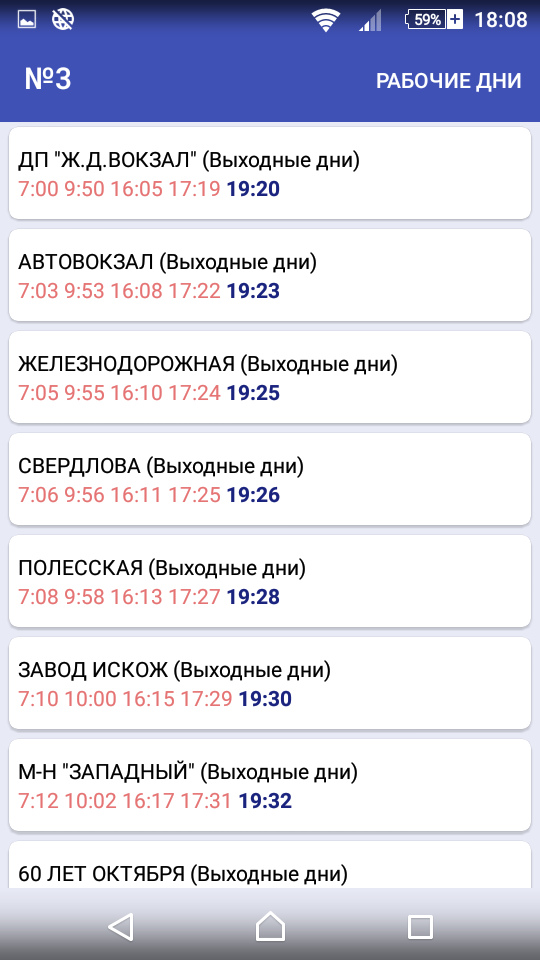 59% 18:08
№3 РАБОЧИЕ ДНИ
ДП "Ж.Д.ВОКЗАЛ" (Выходные дни)
7:00 9:50 16:05 17:19 19:20
АВТОВОКЗАЛ (Выходные дни)
7:03 9:53 16:08 17:22 19:23
ЖЕЛЕЗНОДОРОЖНАЯ (Выходные дни)
7:05 9:55 16:10 17:24 19:25
СВЕРДЛОВА (Выходные дни)
7:06 9:56 16:11 17:25 19:26
ПОЛЕССКАЯ (Выходные дни)
7:08 9:58 16:13 17:27 19:28
ЗАВОД ИСКОЖ (Выходные дни)
7:10 10:00 16:15 17:29 19:30
М-Н "ЗАПАДНЫЙ" (Выходные дни)
7:12 10:02 16:17 17:31 19:32
60 ЛЕТ ОКТЯБРЯ (Выходные дни)